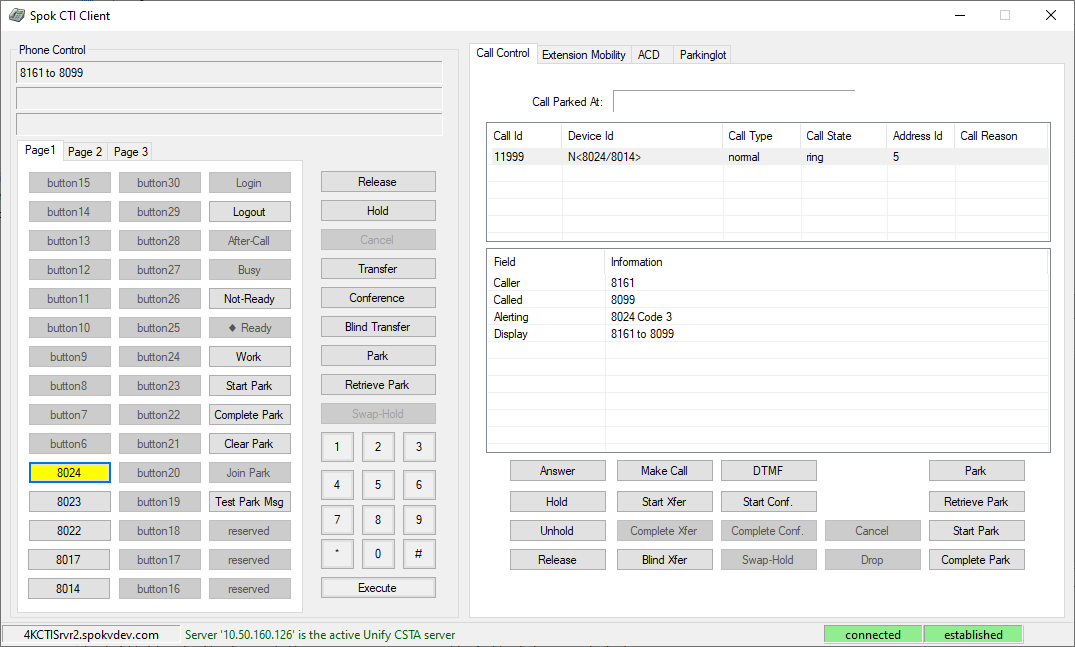 Spok CTI Client
Phone Control
8161 to 8099
Page1 Page 2 Page 3
button15 button30 Login
button14 button29 Logout
button13 button28 After-Call
button12 button27 Busy
button11 button26 Not-Ready
button10 button25 ♦ Ready
button9 button24 Work
button8 button23 Start Park
button7 button22 Complete Park
button6 button21 Clear Park
8024 button20 Join Park
8023 button19 Test Park Msg
8022 button18 reserved
8017 button17 reserved
8014 button16 reserved
Release
Hold
Cancel
Transfer
Conference
Blind Transfer
Park
Retrieve Park
Swap-Hold
1 2 3
4 5 6
7 8 9
* 0 #
Execute
Call Control Extension Mobility ACD Parkinglot
Call Parked At:
Call Id Device Id Call Type Call State Address Id Call Reason
11999 N<8024/8014> normal ring 5
Field Information
Caller 8161
Called 8099
Alerting 8024 Code 3
Display 8161 to 8099
Answer Make Call DTMF Park
Hold Start Xfer Start Conf. Retrieve Park
Unhold Complete Xfer Complete Conf. Cancel Start Park
Release Blind Xfer Swap-Hold Drop Complete Park
4KCTISrvr2.spokvdev.com Server '10.50.160.126' is the active Unify CSTA server connected established